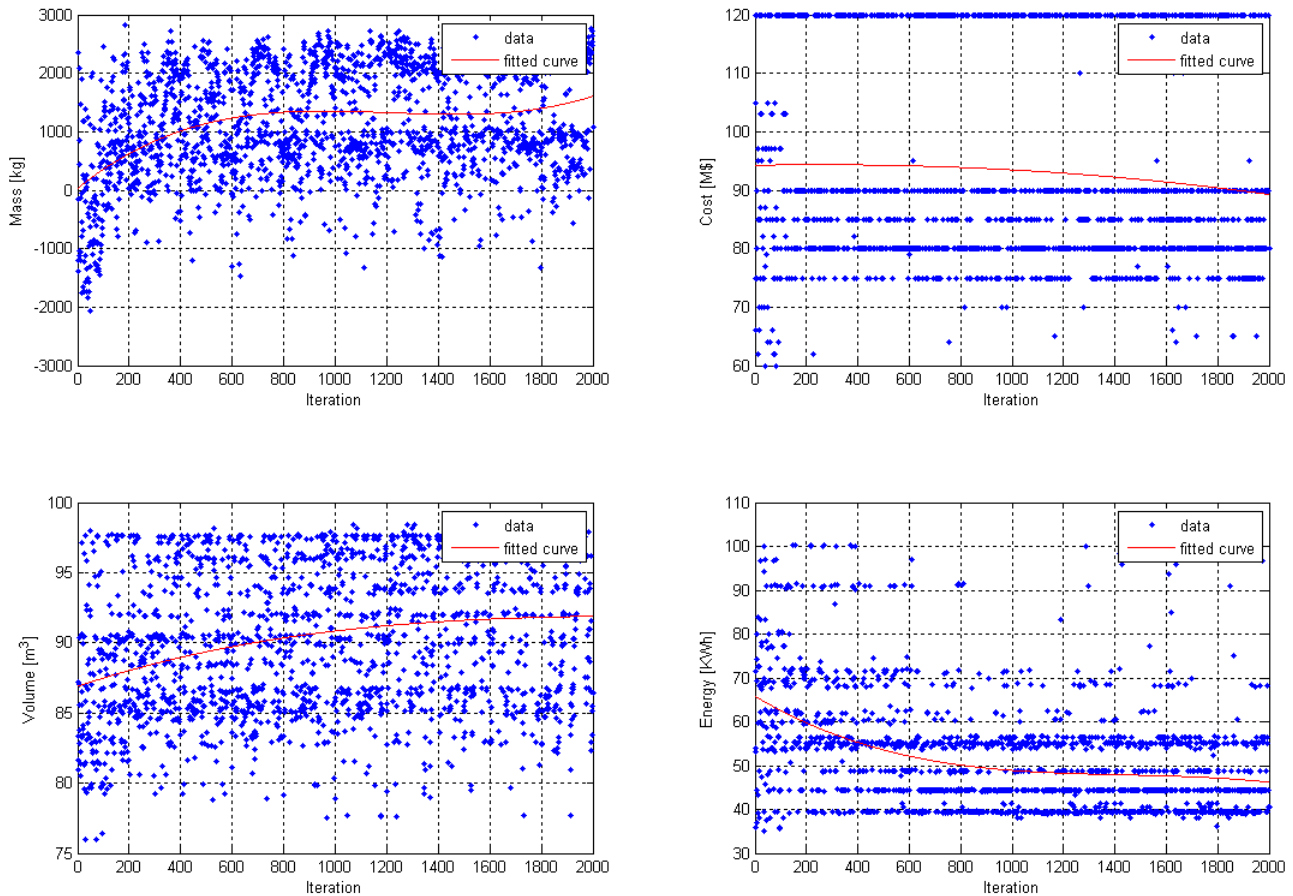 3000
2000
1000
0
-1000
-2000
-3000
Mass [kg]
0 200 400 600 800 1000 1200 1400 1600 1800 2000
Iteration
data
fitted curve
120
110
100
90
80
70
60
Cost [M$]
0 200 400 600 800 1000 1200 1400 1600 1800 2000
Iteration
data
fitted curve
100
95
90
85
80
75
Volume [m³]
0 200 400 600 800 1000 1200 1400 1600 1800 2000
Iteration
data
fitted curve
110
100
90
80
70
60
50
40
30
Energy [KWh]
0 200 400 600 800 1000 1200 1400 1600 1800 2000
Iteration
data
fitted curve